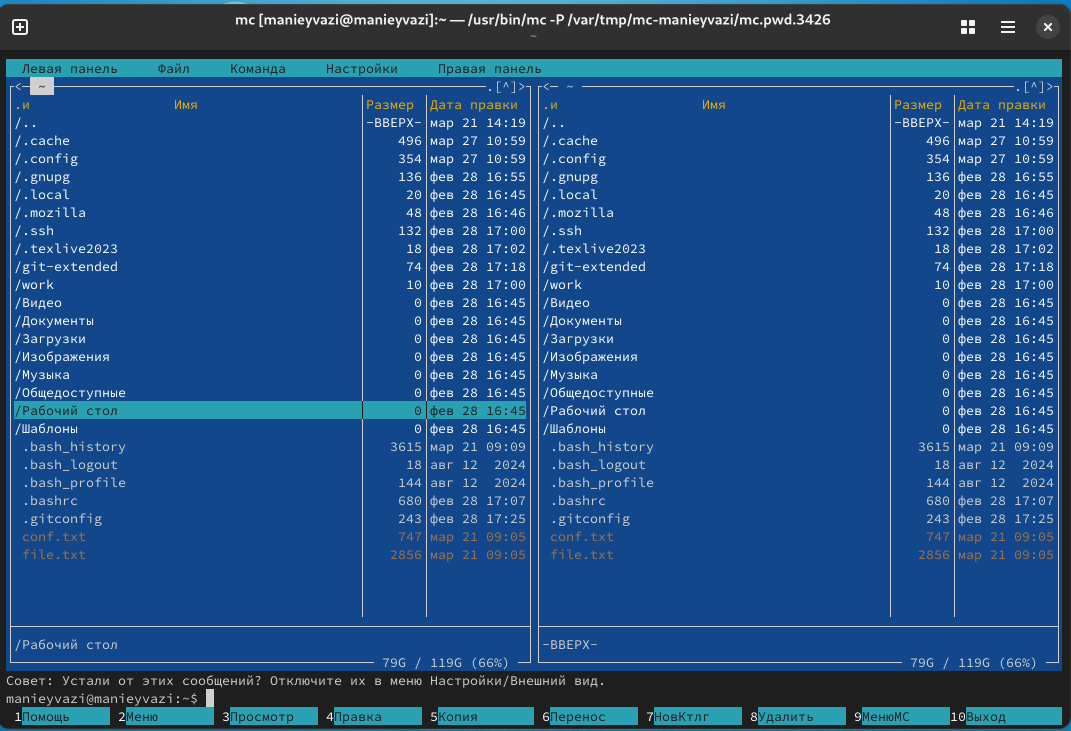 mc [manieyvazi@manieyvazi]:~ — /usr/bin/mc -P /var/tmp/mc-manieyvazi/mc.pwd.3426
~
Левая панель Файл Команда Настройки Правая панель
<─ ~ ─.[^]>
.и Имя Размер Дата правки
/.. -ВВЕРХ- мар 21 14:19
/.cache 496 мар 27 10:59
/.config 354 мар 27 10:59
/.gnupg 136 фев 28 16:55
/.local 20 фев 28 16:45
/.mozilla 48 фев 28 16:46
/.ssh 132 фев 28 17:00
/.texlive2023 18 фев 28 17:02
/git-extended 74 фев 28 17:18
/work 10 фев 28 17:00
/Видео 0 фев 28 16:45
/Документы 0 фев 28 16:45
/Загрузки 0 фев 28 16:45
/Изображения 0 фев 28 16:45
/Музыка 0 фев 28 16:45
/Общедоступные 0 фев 28 16:45
/Рабочий стол 0 фев 28 16:45
/Шаблоны 0 фев 28 16:45
.bash_history 3615 мар 21 09:09
.bash_logout 18 авг 12 2024
.bash_profile 144 авг 12 2024
.bashrc 680 фев 28 17:07
.gitconfig 243 фев 28 17:25
conf.txt 747 мар 21 09:05
file.txt 2856 мар 21 09:05
/Рабочий стол
79G / 119G (66%)
<─ ~ ─.[^]>
.и Имя Размер Дата правки
/.. -ВВЕРХ- мар 21 14:19
/.cache 496 мар 27 10:59
/.config 354 мар 27 10:59
/.gnupg 136 фев 28 16:55
/.local 20 фев 28 16:45
/.mozilla 48 фев 28 16:46
/.ssh 132 фев 28 17:00
/.texlive2023 18 фев 28 17:02
/git-extended 74 фев 28 17:18
/work 10 фев 28 17:00
/Видео 0 фев 28 16:45
/Документы 0 фев 28 16:45
/Загрузки 0 фев 28 16:45
/Изображения 0 фев 28 16:45
/Музыка 0 фев 28 16:45
/Общедоступные 0 фев 28 16:45
/Рабочий стол 0 фев 28 16:45
/Шаблоны 0 фев 28 16:45
.bash_history 3615 мар 21 09:09
.bash_logout 18 авг 12 2024
.bash_profile 144 авг 12 2024
.bashrc 680 фев 28 17:07
.gitconfig 243 фев 28 17:25
conf.txt 747 мар 21 09:05
file.txt 2856 мар 21 09:05
-ВВЕРХ-
79G / 119G (66%)
Совет: Устали от этих сообщений? Отключите их в меню Настройки/Внешний вид.
manieyvazi@manieyvazi:~$
1Помощь 2Меню 3Просмотр 4Правка 5Копия 6Перенос 7НовКтлг 8Удалить 9МенюМС 10Выход